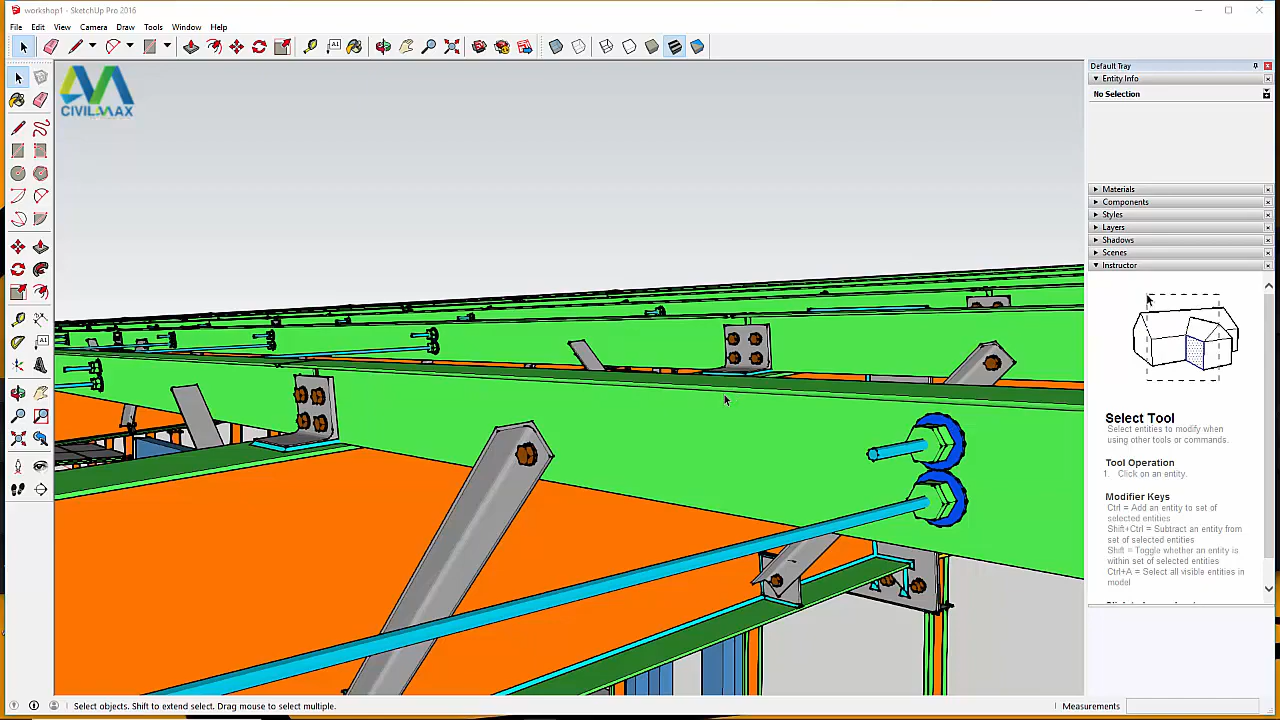 workshop1 - SketchUp Pro 2016
File Edit View Camera Draw Tools Window Help
CIVILMAX
Default Tray
Entity Info
No Selection
Materials
Components
Styles
Layers
Shadows
Scenes
Instructor
Select Tool
Select entities to modify when
using other tools or commands.
Tool Operation
1. Click on an entity.
Modifier Keys
Ctrl = Add an entity to set of
selected entities
Shift+Ctrl = Subtract an entity from
set of selected entities
Shift = Toggle whether an entity is
within set of selected entities
Ctrl+A = Select all visible entities in
model
Select objects. Shift to extend select. Drag mouse to select multiple.
Measurements